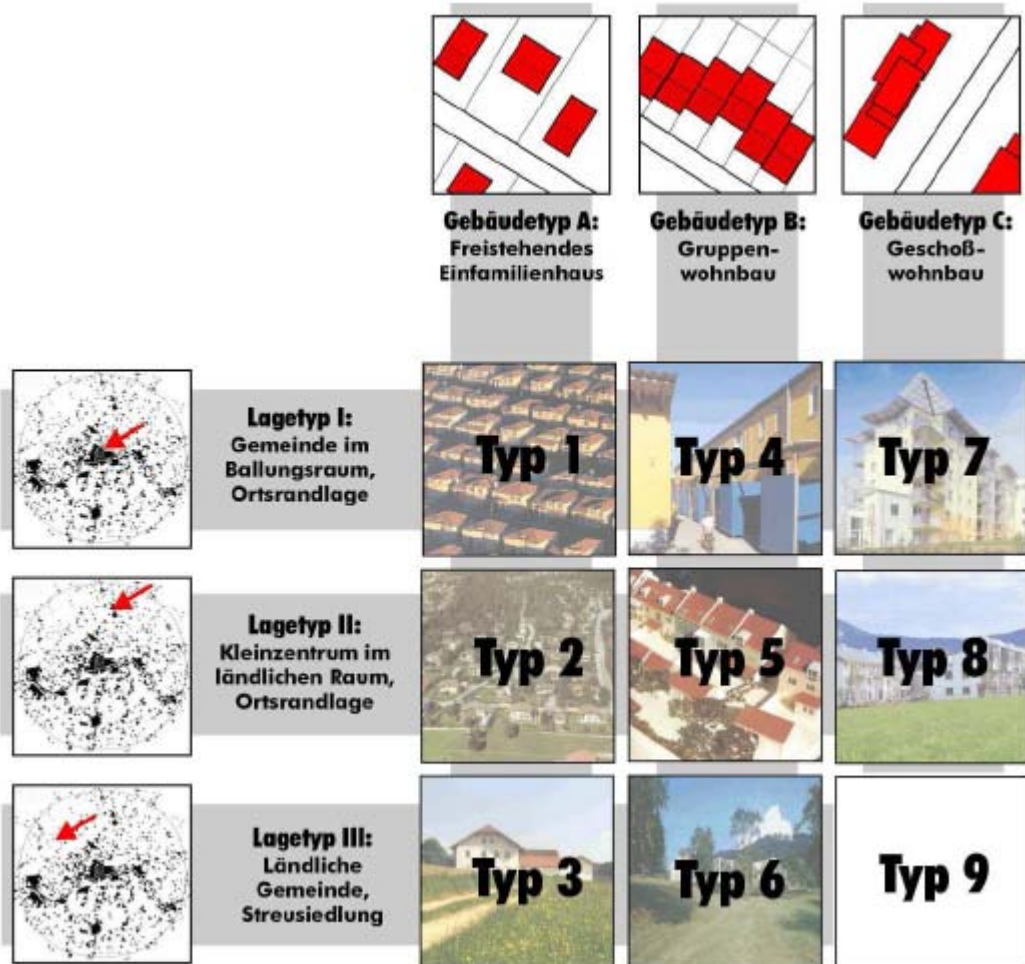 Gebäudetyp A:
Freistehendes
Einfamilienhaus
Gebäudetyp B:
Gruppen-
wohnbau
Gebäudetyp C:
Geschoß-
wohnbau
Lagetyp I:
Gemeinde im
Ballungsraum,
Ortsrandlage
Typ 1
Typ 4
Typ 7
Lagetyp II:
Kleinzentrum im
ländlichen Raum,
Ortsrandlage
Typ 2
Typ 5
Typ 8
Lagetyp III:
Ländliche
Gemeinde,
Streusiedlung
Typ 3
Typ 6
Typ 9